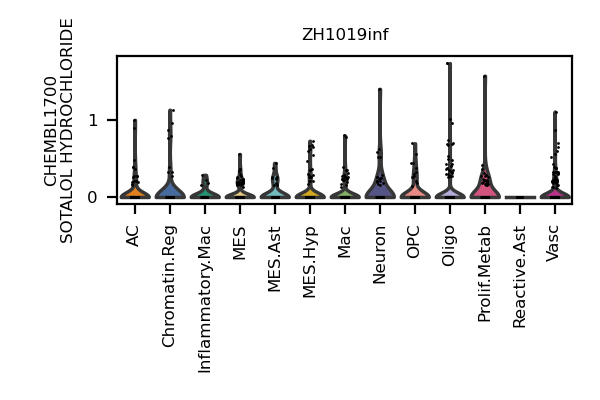 ZH1019inf
CHEMBL1700
SOTALOL HYDROCHLORIDE
1
0
AC
Chromatin.Reg
Inflammatory.Mac
MES
MES.Ast
MES.Hyp
Mac
Neuron
OPC
Oligo
Prolif.Metab
Reactive.Ast
Vasc